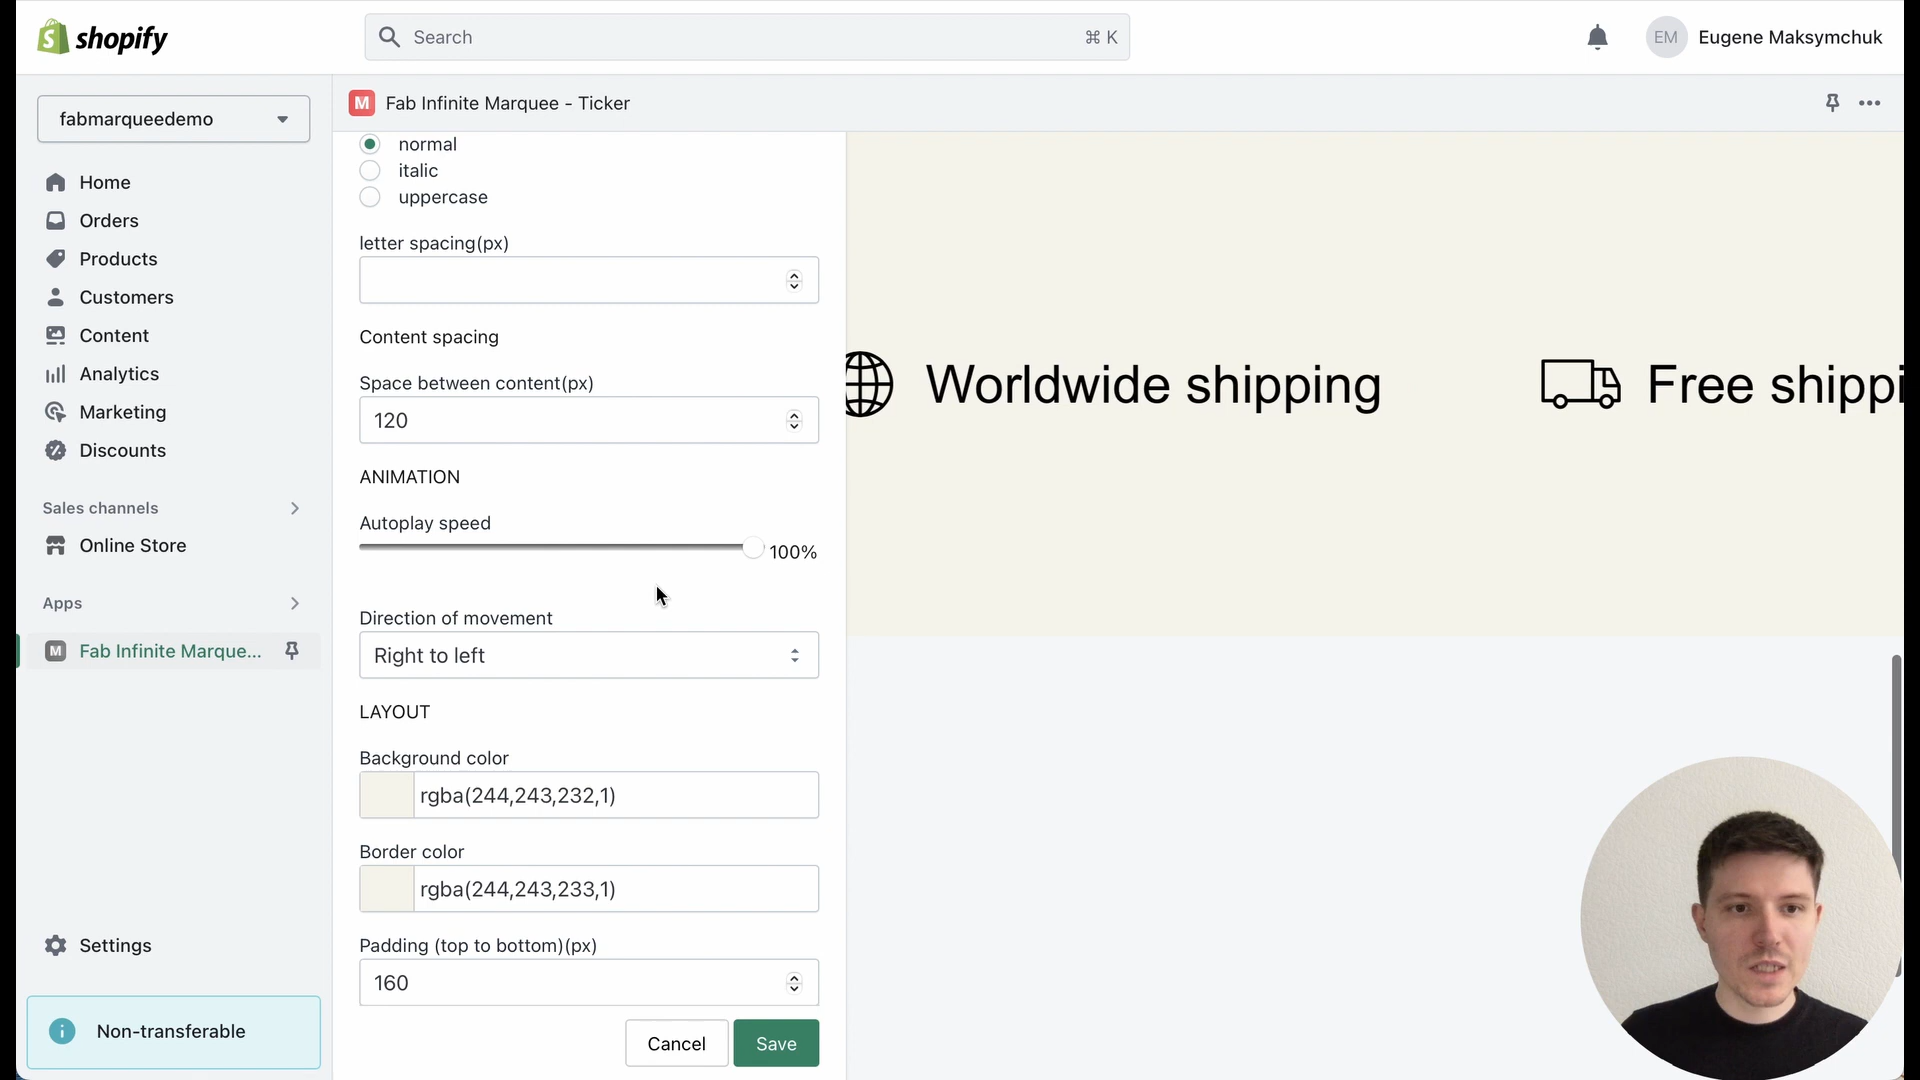 shopify
Search
⌘ K
EM
Eugene Maksymchuk
fabmarqueedemo
Home
Orders
Products
Customers
Content
Analytics
Marketing
Discounts
Sales channels
Online Store
Apps
M
Fab Infinite Marque...
Settings
Non-transferable
M
Fab Infinite Marquee - Ticker
normal
italic
uppercase
letter spacing(px)
Content spacing
Space between content(px)
120
ANIMATION
Autoplay speed
100%
Direction of movement
Right to left
LAYOUT
Background color
rgba(244,243,232,1)
Border color
rgba(244,243,233,1)
Padding (top to bottom)(px)
160
Cancel
Save
Worldwide shipping
Free shippi